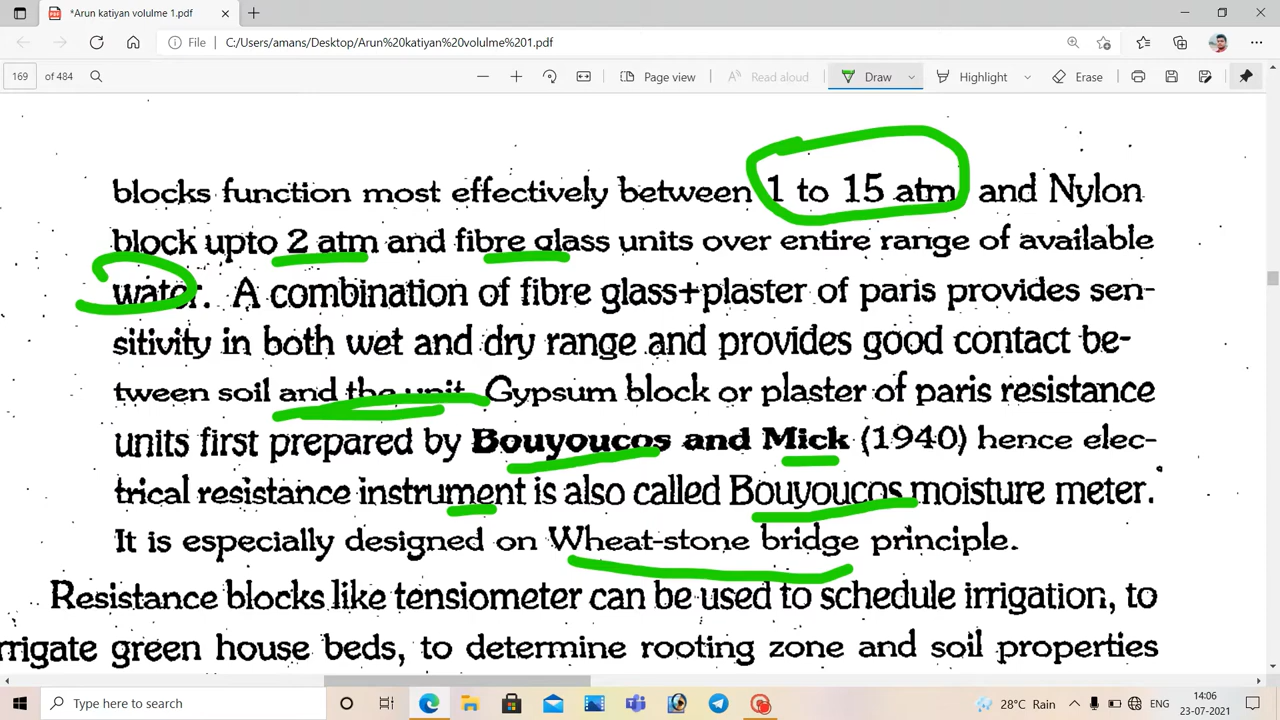 *Arun katiyan volulme 1.pdf
File C:/Users/amans/Desktop/Arun%20katiyan%20volulme%201.pdf
169 of 484 Page view Read aloud Draw Highlight Erase
blocks function most effectively between 1 to 15 atm and Nylon
block upto 2 atm and fibre glass units over entire range of available
water. A combination of fibre glass+plaster of paris provides sen-
sitivity in both wet and dry range and provides good contact be-
tween soil and the unit. Gypsum block or plaster of paris resistance
units first prepared by Bouyoucos and Mick (1940) hence elec-
trical resistance instrument is also called Bouyoucos moisture meter.
It is especially designed on Wheat-stone bridge principle.
Resistance blocks like tensiometer can be used to schedule irrigation, to
rrigate green house beds, to determine rooting zone and soil properties
Type here to search 28°C Rain ENG 14:06
23-07-2021